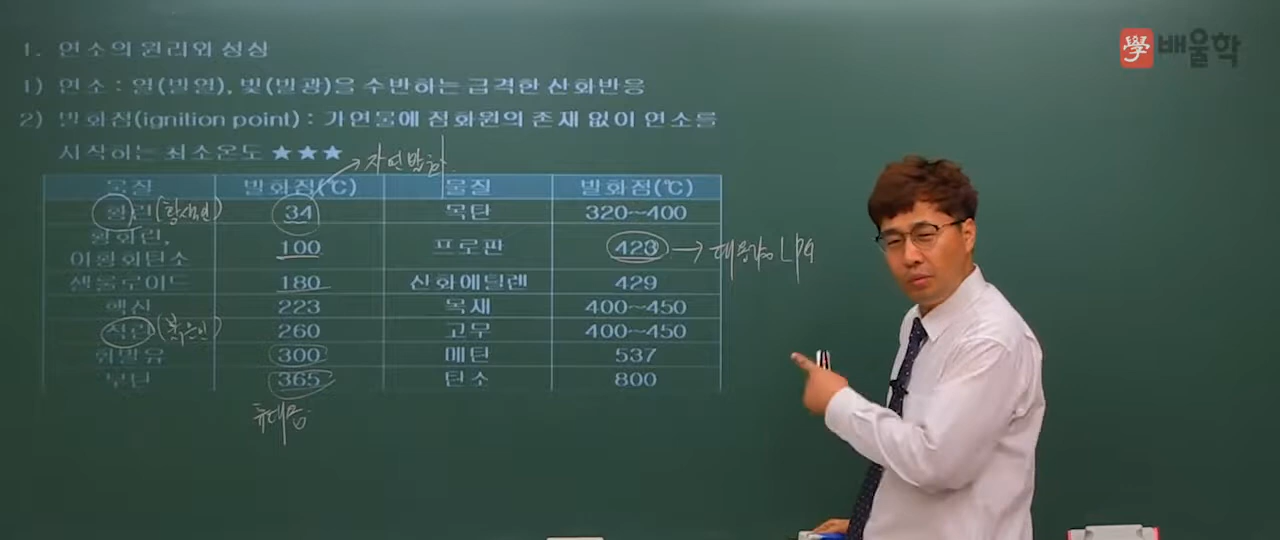 學 배울학
1. 연소의 원리와 성상
1) 연소 : 열(발열), 빛(발광)을 수반하는 급격한 산화반응
2) 발화점(ignition point) : 가연물에 점화원의 존재 없이 연소를
시작하는 최소온도 ★★★
자연발화
물질 발화점(℃) 물질 발화점(℃)
황린 34 목탄 320~400
황화린,
이황화탄소 100 프로판 423 → LPG
셀룰로이드 180 산화에틸렌 429
헥산 223 목재 400~450
적린 (붉은인) 260 고무 400~450
휘발유 300 메탄 537
부탄 365 탄소 800
휴대용